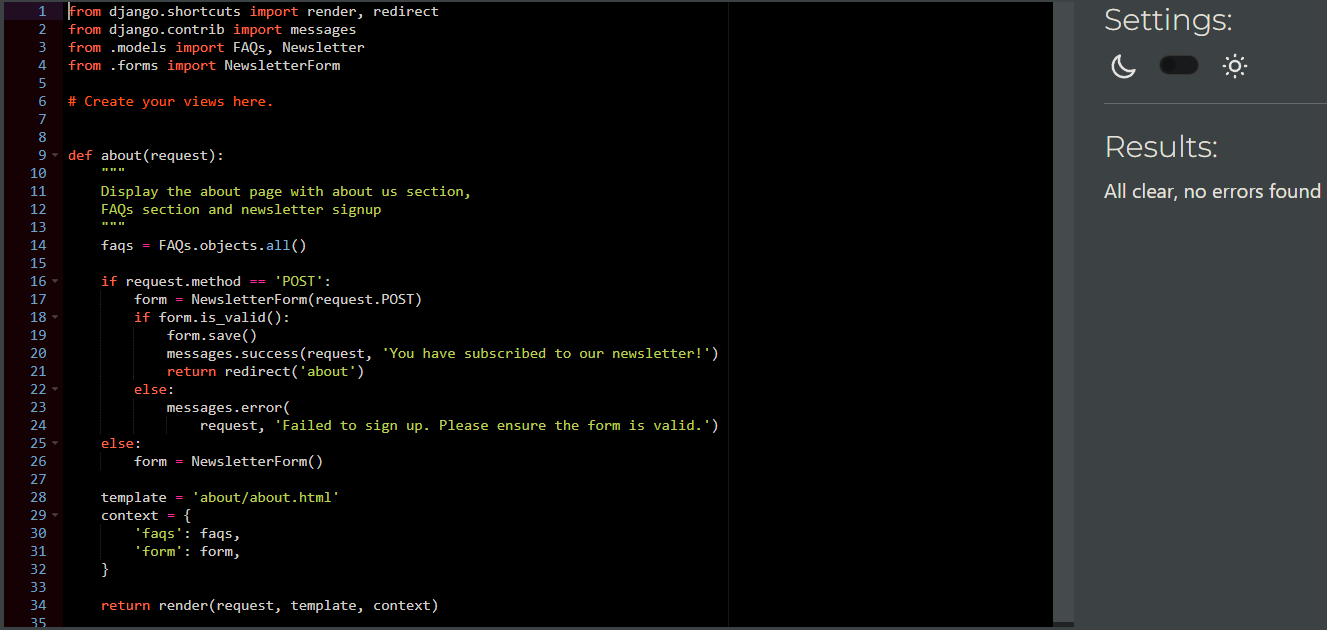 1 from django.shortcuts import render, redirect
2 from django.contrib import messages
3 from .models import FAQs, Newsletter
4 from .forms import NewsletterForm
5
6 # Create your views here.
7
8
9 def about(request):
10     """
11     Display the about page with about us section,
12     FAQs section and newsletter signup
13     """
14     faqs = FAQs.objects.all()
15
16     if request.method == 'POST':
17         form = NewsletterForm(request.POST)
18         if form.is_valid():
19             form.save()
20             messages.success(request, 'You have subscribed to our newsletter!')
21             return redirect('about')
22         else:
23             messages.error(
24                 request, 'Failed to sign up. Please ensure the form is valid.')
25     else:
26         form = NewsletterForm()
27
28     template = 'about/about.html'
29     context = {
30         'faqs': faqs,
31         'form': form,
32     }
33
34     return render(request, template, context)
35
Settings:
Results:
All clear, no errors found